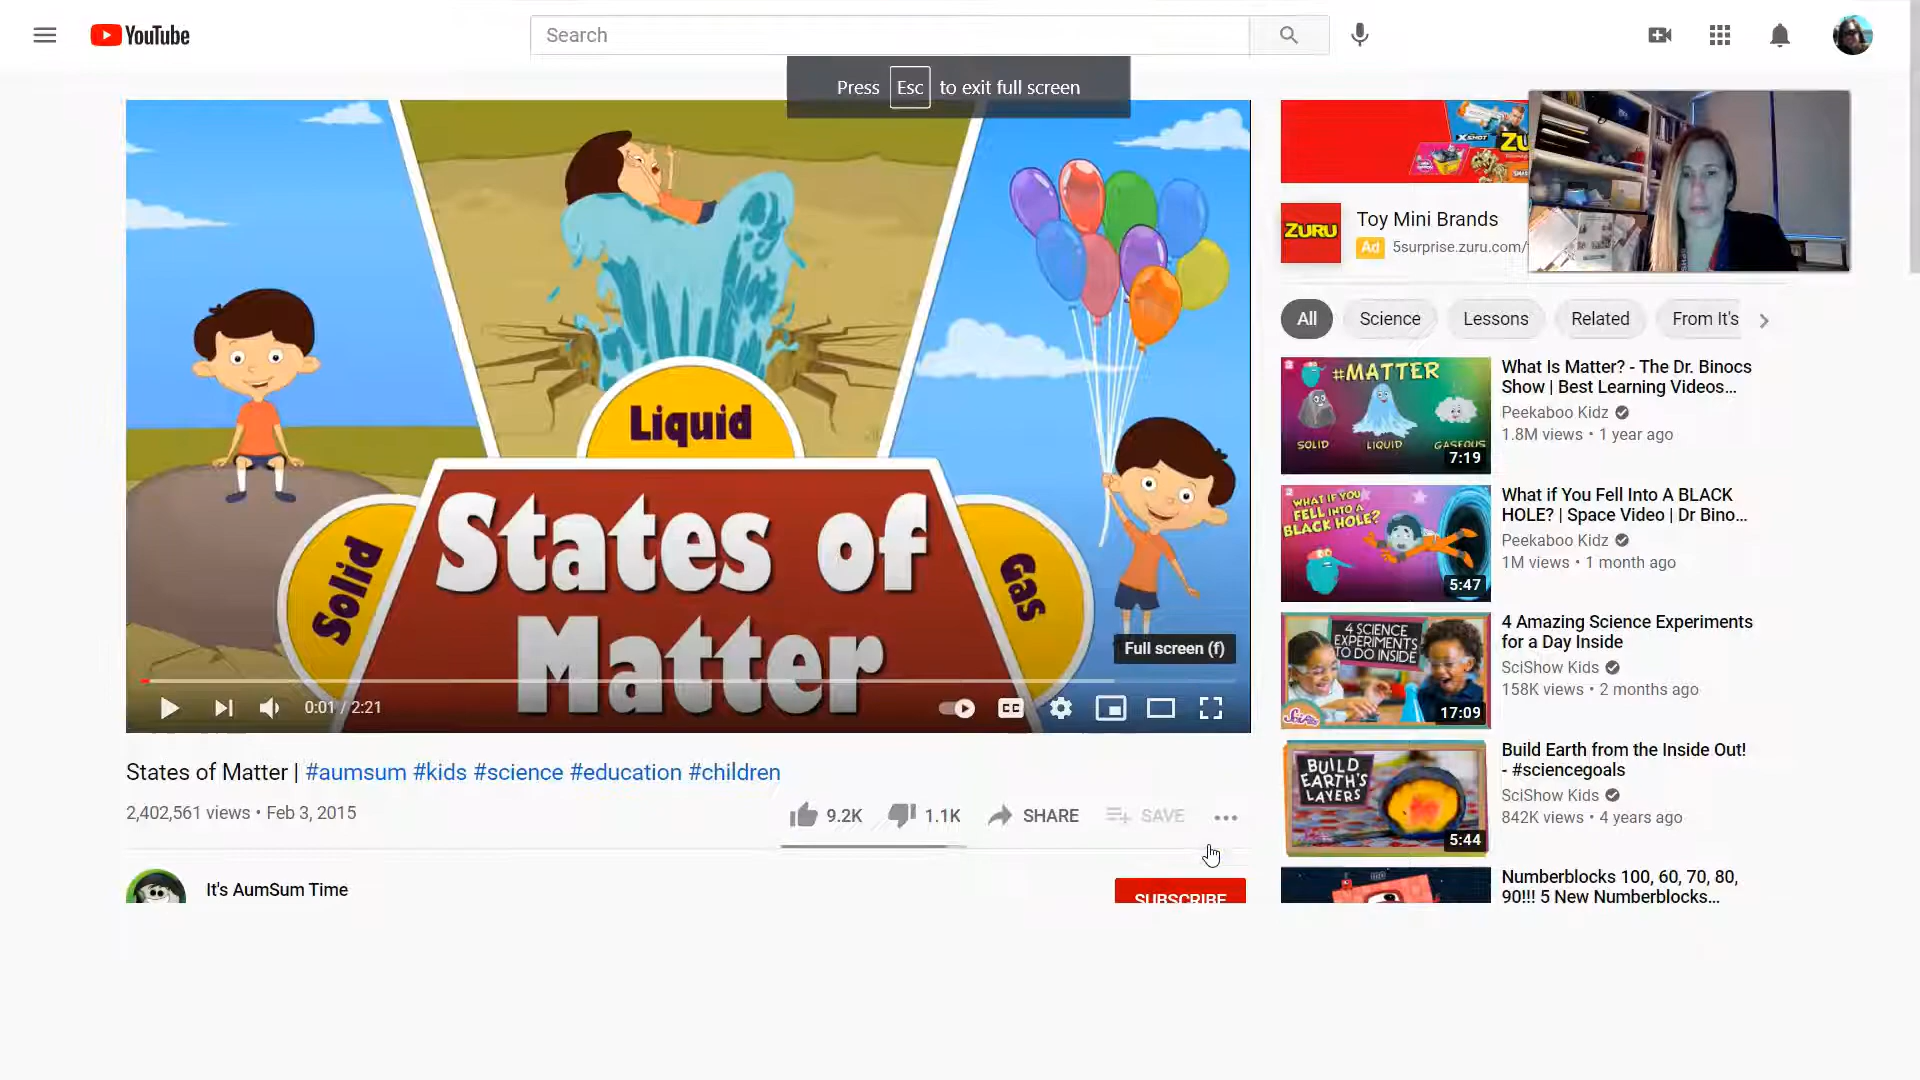 YouTube
Search
Press Esc to exit full screen
Liquid
Solid
Gas
States of
Matter
Full screen (f)
0:01 / 2:21
CC
States of Matter | #aumsum #kids #science #education #children
2,402,561 views • Feb 3, 2015
9.2K
1.1K
SHARE
SAVE
It's AumSum Time
SUBSCRIBE
X-SHOT
ZU
ZURU
Toy Mini Brands
Ad 5surprise.zuru.com/
All
Science
Lessons
Related
From It's
#MATTER
SOLID
LIQUID
GASEOUS
7:19
What Is Matter? - The Dr. Binocs
Show | Best Learning Videos...
Peekaboo Kidz
1.8M views • 1 year ago
WHAT IF YOU
FELL INTO A
BLACK HOLE?
5:47
What if You Fell Into A BLACK
HOLE? | Space Video | Dr Bino...
Peekaboo Kidz
1M views • 1 month ago
4 SCIENCE
EXPERIMENTS
TO DO INSIDE
17:09
4 Amazing Science Experiments
for a Day Inside
SciShow Kids
158K views • 2 months ago
BUILD
EARTH'S
LAYERS
5:44
Build Earth from the Inside Out!
- #sciencegoals
SciShow Kids
842K views • 4 years ago
Numberblocks 100, 60, 70, 80,
90!!! 5 New Numberblocks...